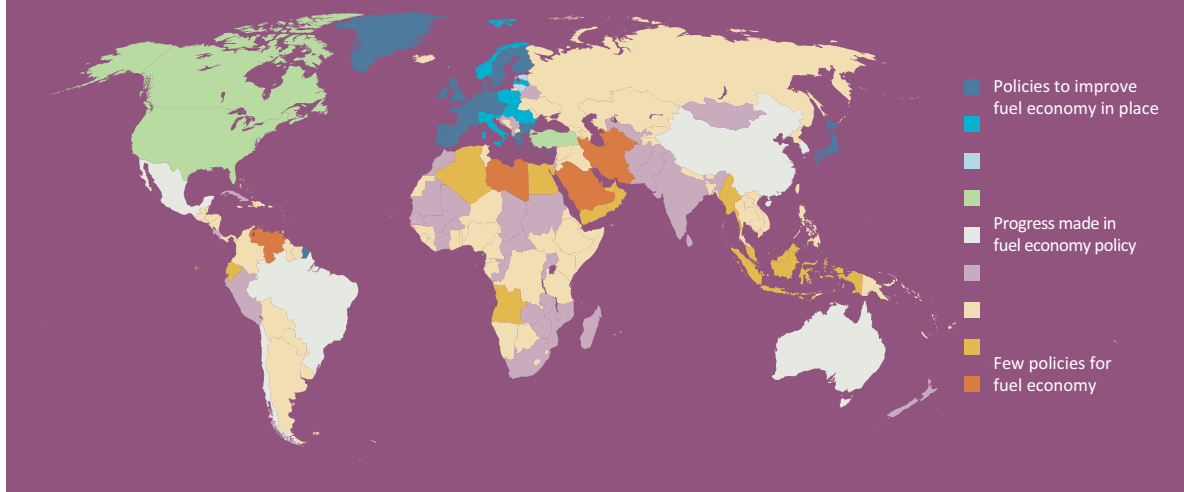 Policies to improve
fuel economy in place
Progress made in
fuel economy policy
Few policies for
fuel economy